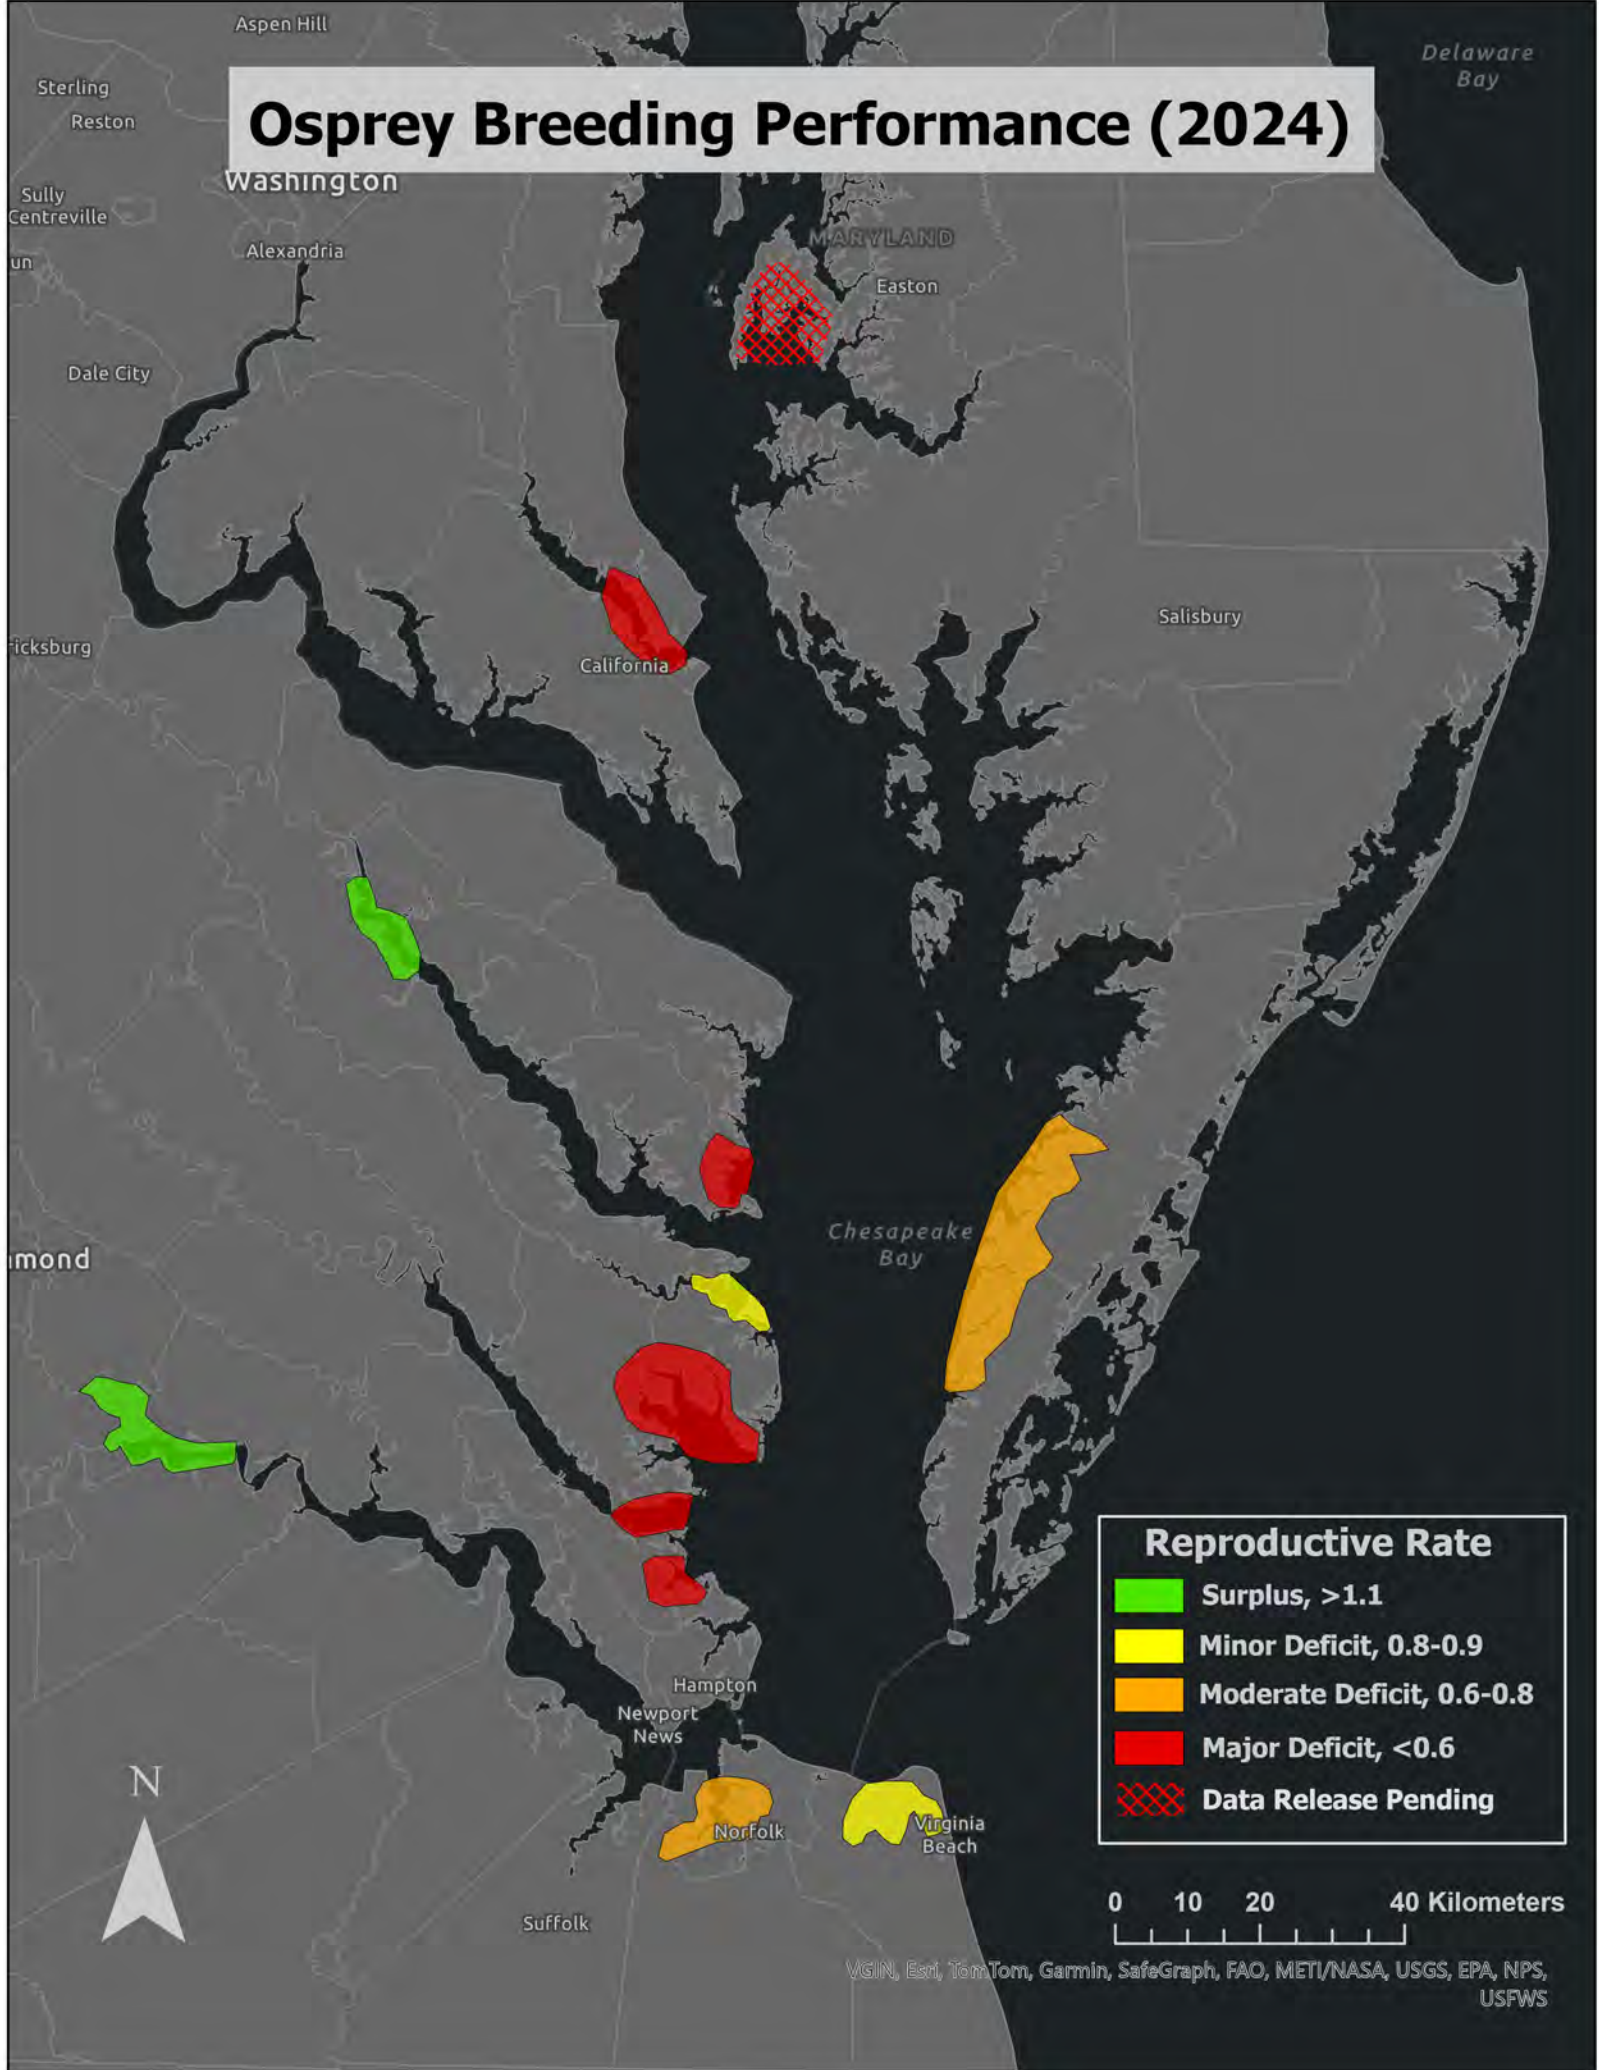 Aspen Hill
Delaware
Bay
Sterling
Reston
Osprey Breeding Performance (2024)
Washington
Sully
Centreville
un
Alexandria
MARYLAND
Easton
Dale City
Salisbury
ricksburg
California
Chesapeake
Bay
mond
Reproductive Rate
Surplus, >1.1
Minor Deficit, 0.8-0.9
Moderate Deficit, 0.6-0.8
Major Deficit, <0.6
Data Release Pending
Hampton
Newport
News
N
Norfolk
Virginia
Beach
Suffolk
0 10 20 40 Kilometers
VGIN, Esri, TomTom, Garmin, SafeGraph, FAO, METI/NASA, USGS, EPA, NPS,
USFWS